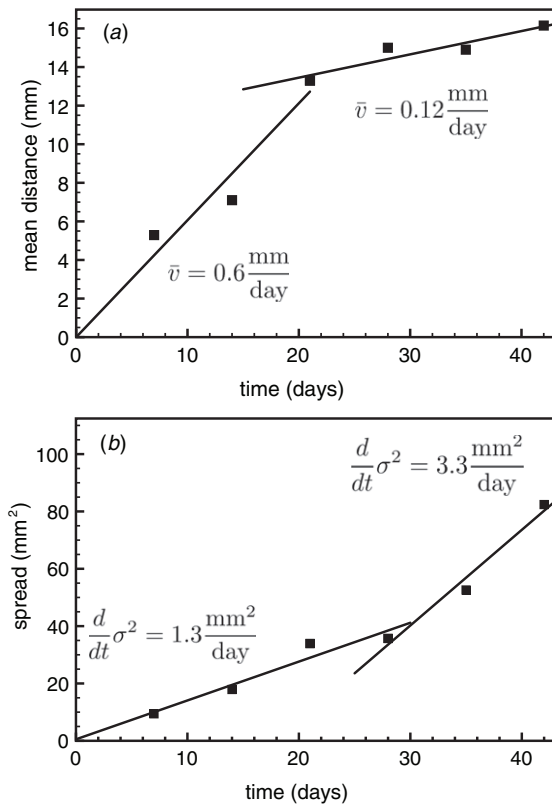 (a)
16
14
12
10
8
6
4
2
0
mean distance (mm)
v̄ = 0.12 mm/day
v̄ = 0.6 mm/day
0 10 20 30 40
time (days)
(b)
100
80
60
40
20
0
spread (mm²)
d/dt σ² = 3.3 mm²/day
d/dt σ² = 1.3 mm²/day
0 10 20 30 40
time (days)